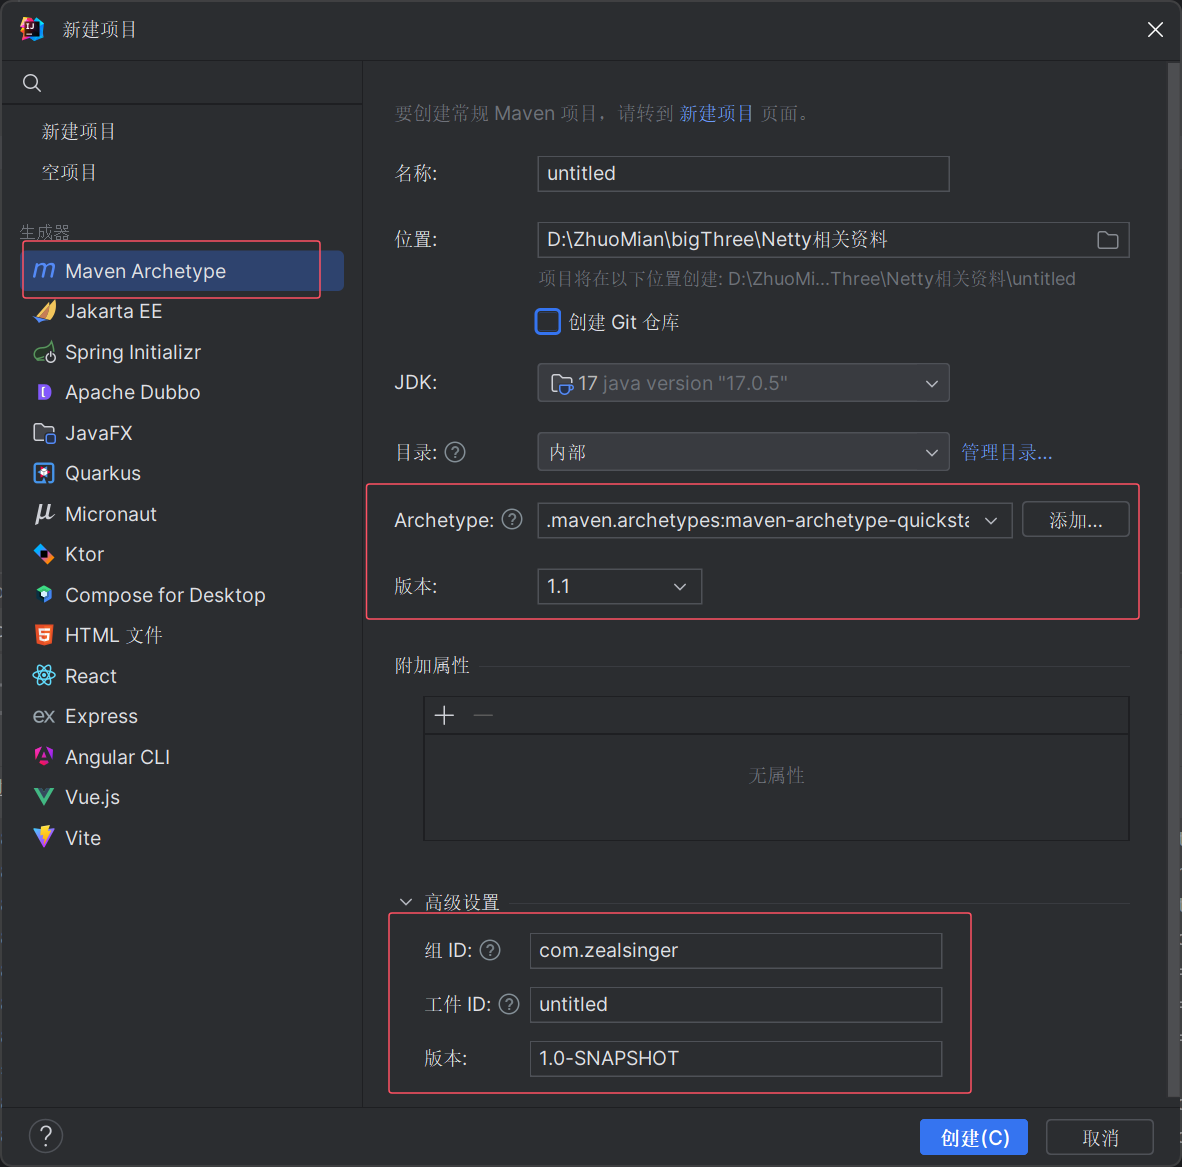 新建项目
新建项目
空项目
生成器
Maven Archetype
Jakarta EE
Spring Initializr
Apache Dubbo
JavaFX
Quarkus
Micronaut
Ktor
Compose for Desktop
HTML 文件
React
ex Express
Angular CLI
Vue.js
Vite
要创建常规 Maven 项目，请转到 新建项目 页面。
名称: untitled
位置: D:\ZhuoMian\bigThree\Netty相关资料
项目将在以下位置创建: D:\ZhuoMi...Three\Netty相关资料\untitled
创建 Git 仓库
JDK: 17 java version "17.0.5"
目录: ? 内部 管理目录...
Archetype: ? .maven.archetypes:maven-archetype-quicksta 添加...
版本: 1.1
附加属性
无属性
高级设置
组 ID: ? com.zealsinger
工件 ID: ? untitled
版本: 1.0-SNAPSHOT
? 创建(C) 取消